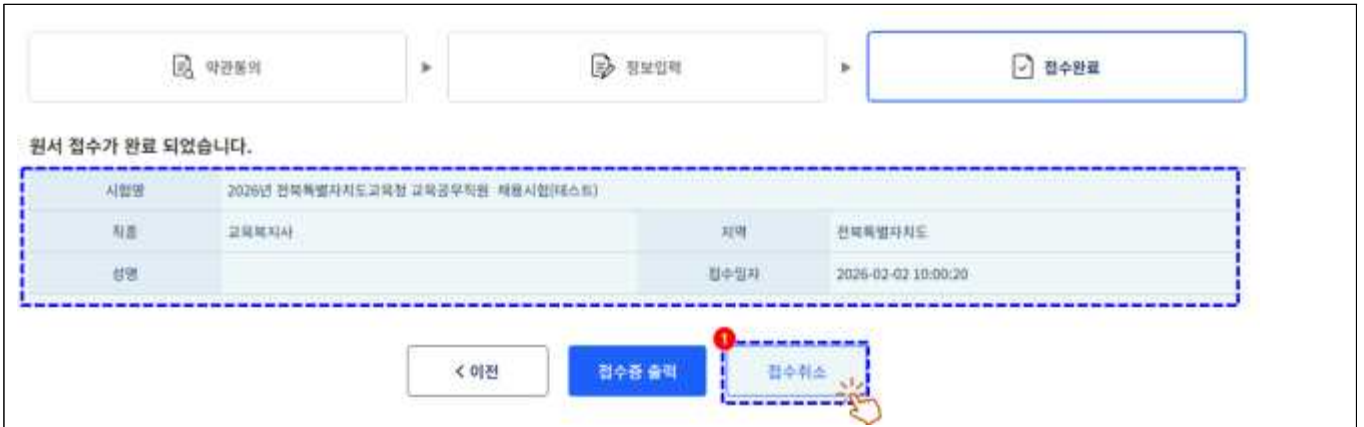 약관동의 ▶ 정보입력 ▶ 접수완료
원서 접수가 완료 되었습니다.
시험명 2026년 전북특별자치도교육청 교육공무직원 채용시험(테스트)
직종 교육복지사 지역 전북특별자치도
성명 접수일자 2026-02-02 10:00:20
1
< 이전 접수증 출력 접수취소